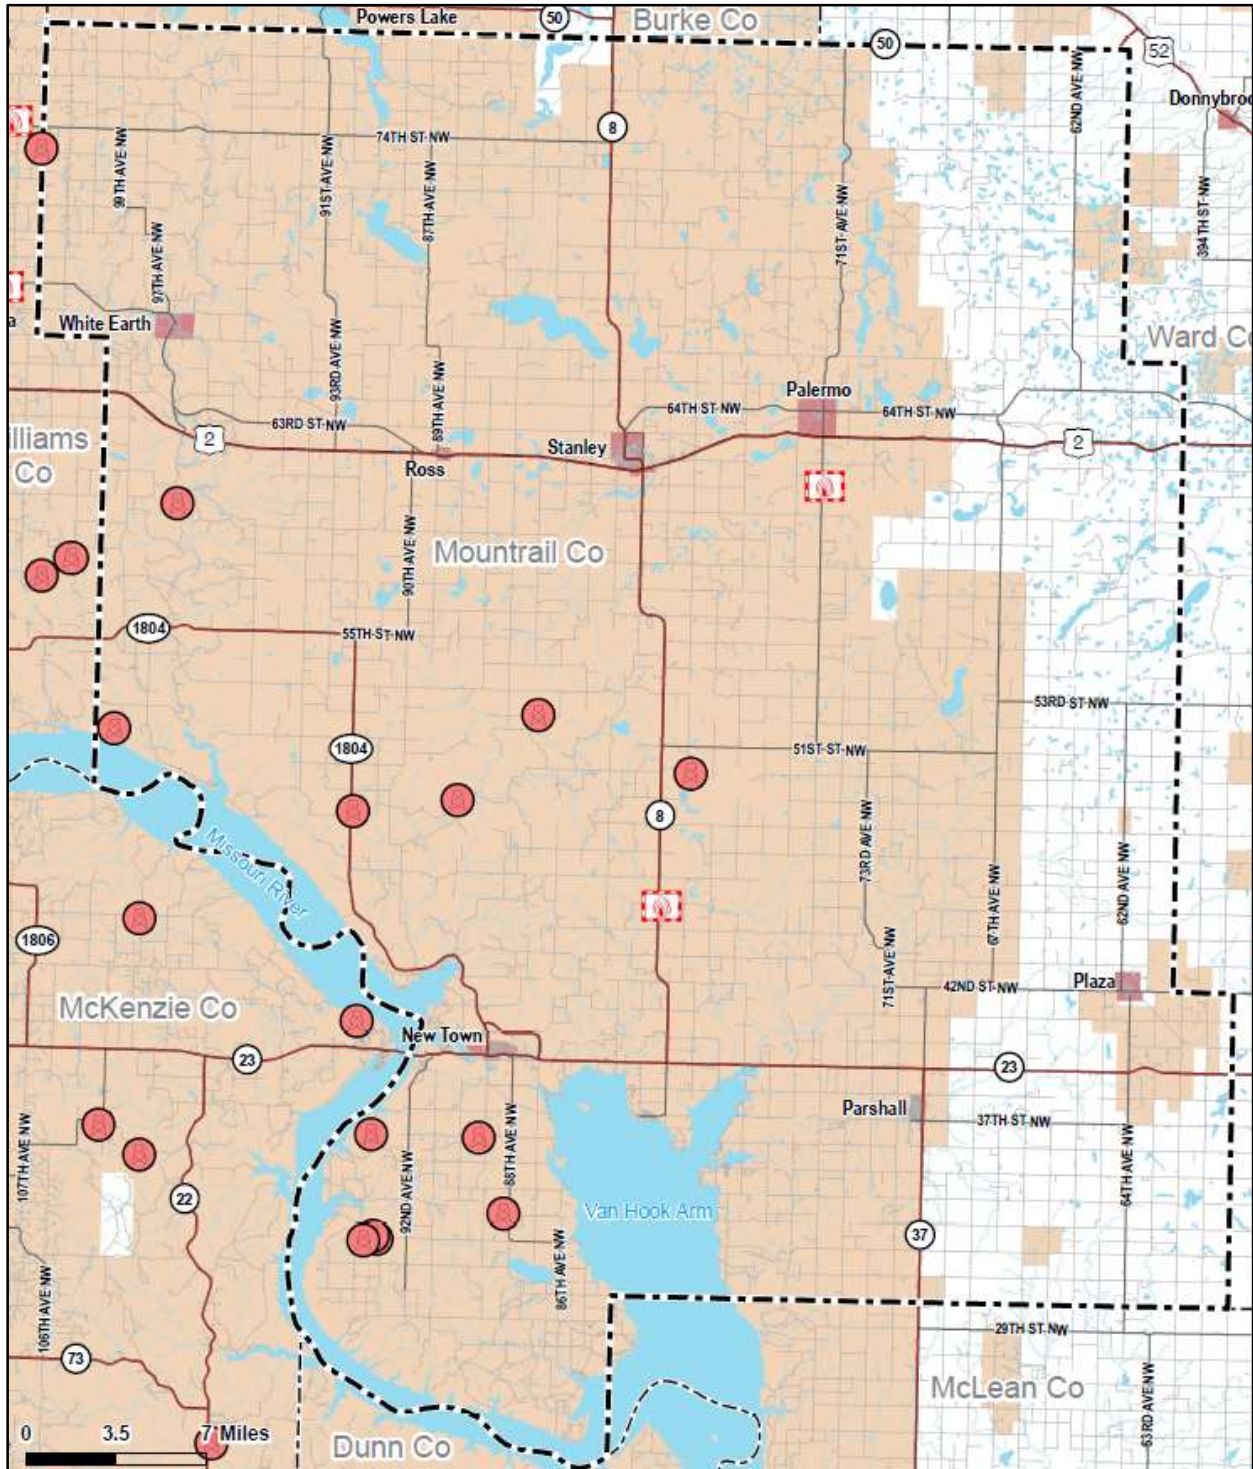 Powers Lake
50
Burke Co
50
52
Donnybroo
62ND AVE NW
8
74TH ST NW
99TH AVE NW
91ST AVE NW
87TH AVE NW
71ST AVE NW
394TH ST NW
97TH AVE NW
a
White Earth
Ward Co
93RD AVE NW
89TH AVE NW
Palermo
64TH ST NW
64TH ST NW
63RD ST NW
2
Stanley
2
lliams
Co
Ross
90TH AVE NW
Mountrail Co
1804
55TH ST NW
53RD ST NW
1804
51ST ST NW
8
73RD AVE NW
Missouri River
62ND AVE NW
67TH AVE NW
1806
71ST AVE NW
42ND ST NW
Plaza
McKenzie Co
New Town
23
23
Parshall
37TH ST NW
107TH AVE NW
88TH AVE NW
92ND AVE NW
64TH AVE NW
22
Van Hook Arm
37
86TH AVE NW
106TH AVE NW
29TH ST NW
73
63RD AVE NW
McLean Co
0 3.5 7 Miles
Dunn Co